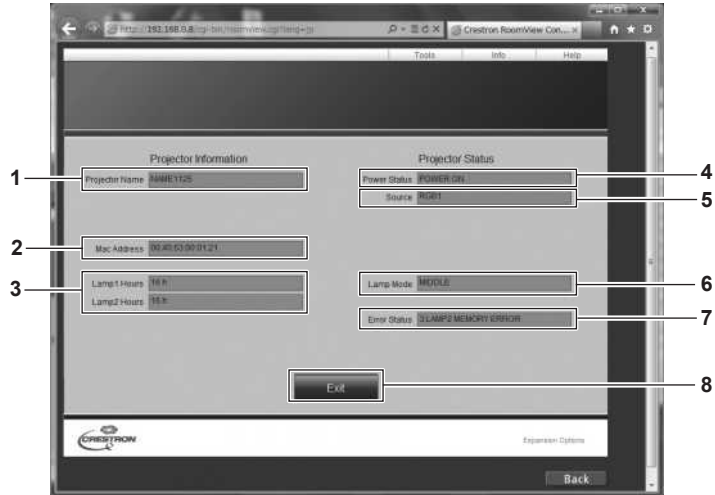 http://192.168.0.8/cgi-bin/roomview.cgi?lang=
Crestron RoomView Con...
Tools Info Help
Projector Information
Projector Status
1
Projector Name NAME1125
Power Status POWER ON
4
Source RGB1
5
2
Mac Address 00:40:53:00:01:21
3
Lamp1 Hours 16 h
Lamp2 Hours 15 h
Lamp Mode MIDDLE
6
Error Status 3:LAMP2 MEMORY ERROR
7
Exit
8
CRESTRON
Expansion Options
Back